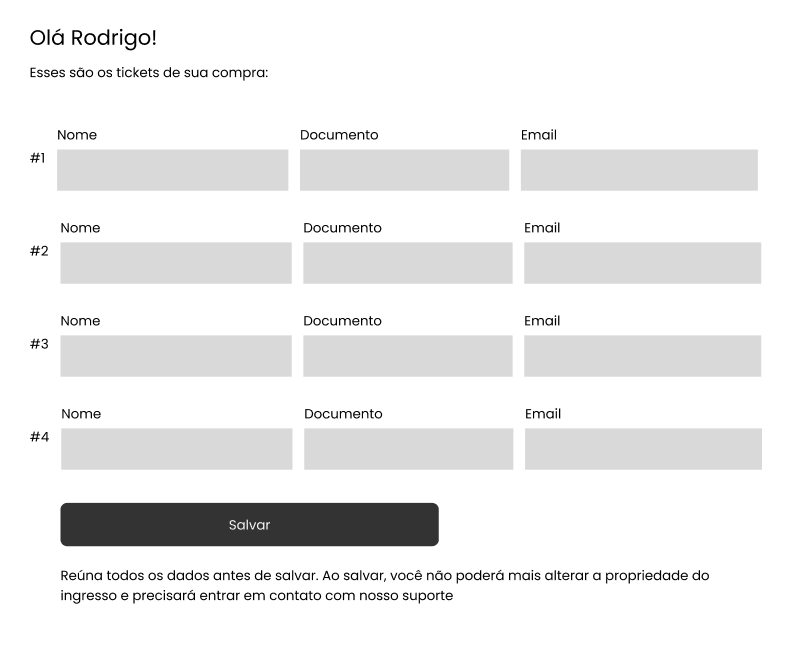 Olá Rodrigo!
Esses são os tickets de sua compra:
Nome Documento Email
#1
Nome Documento Email
#2
Nome Documento Email
#3
Nome Documento Email
#4
Salvar
Reúna todos os dados antes de salvar. Ao salvar, você não poderá mais alterar a propriedade do
ingresso e precisará entrar em contato com nosso suporte